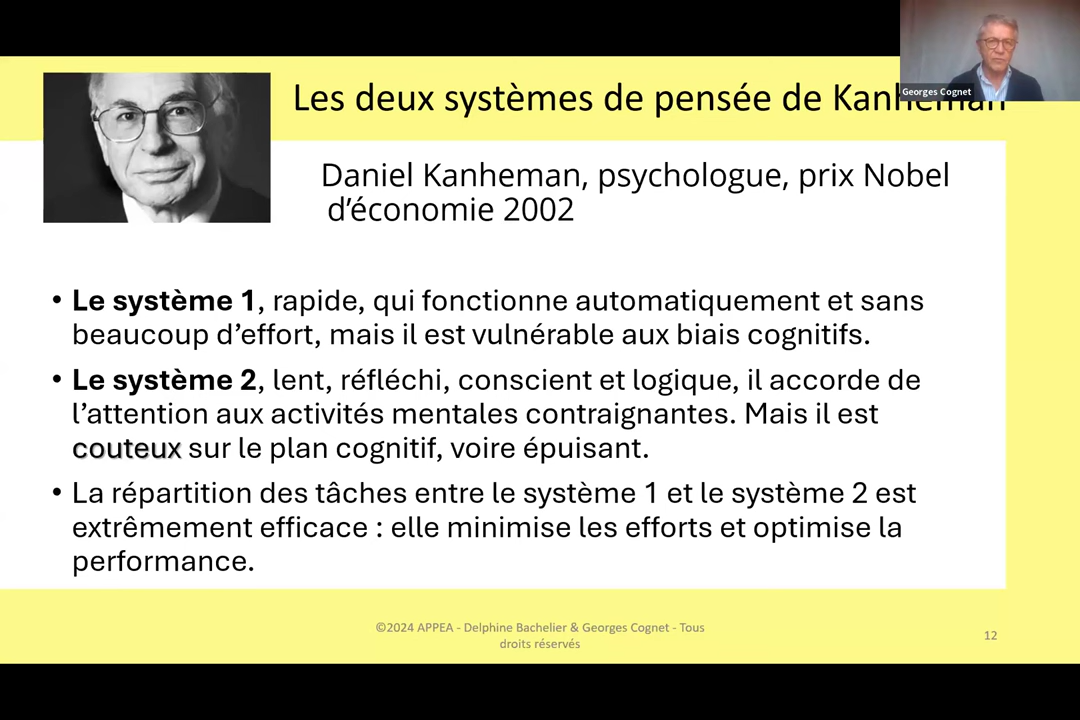 Georges Cognet
Les deux systèmes de pensée de Kanheman
Daniel Kanheman, psychologue, prix Nobel
d’économie 2002
• Le système 1, rapide, qui fonctionne automatiquement et sans
beaucoup d’effort, mais il est vulnérable aux biais cognitifs.
• Le système 2, lent, réfléchi, conscient et logique, il accorde de
l’attention aux activités mentales contraignantes. Mais il est
couteux sur le plan cognitif, voire épuisant.
• La répartition des tâches entre le système 1 et le système 2 est
extrêmement efficace : elle minimise les efforts et optimise la
performance.
©2024 APPEA - Delphine Bachelier & Georges Cognet - Tous
droits réservés
12